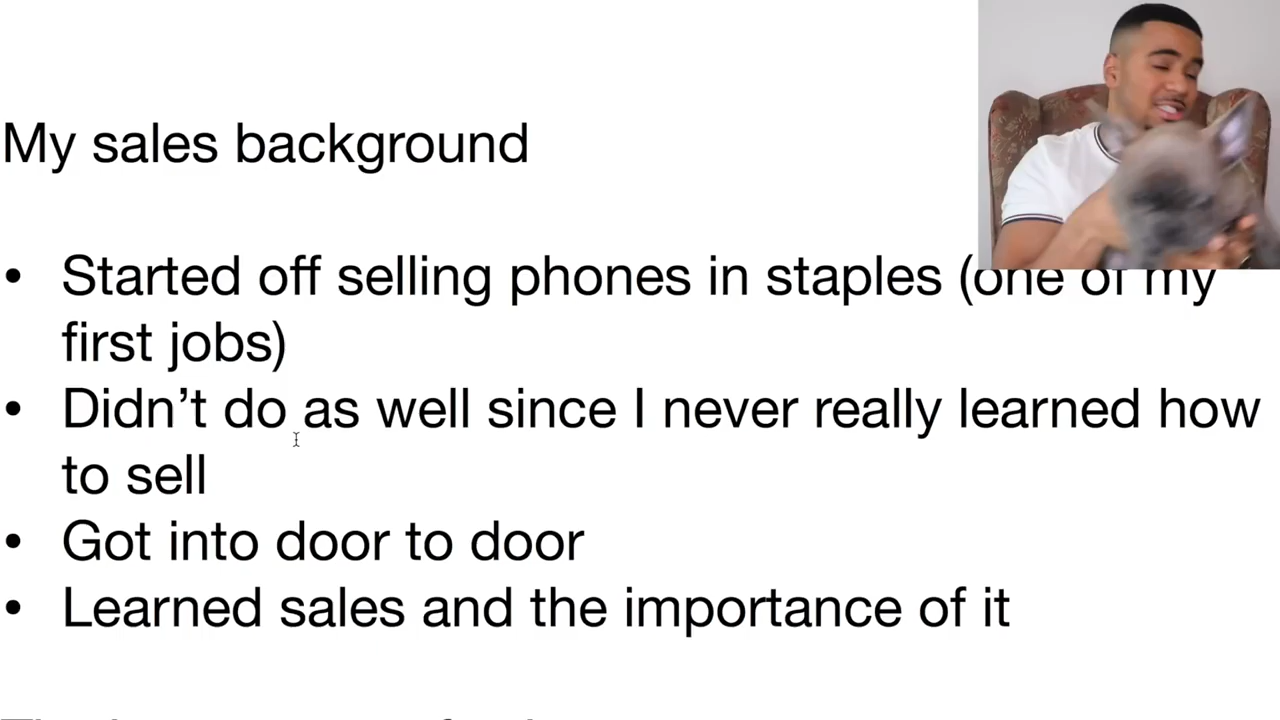 My sales background
• Started off selling phones in staples (one of my
first jobs)
• Didn’t do as well since I never really learned how
to sell
• Got into door to door
• Learned sales and the importance of it